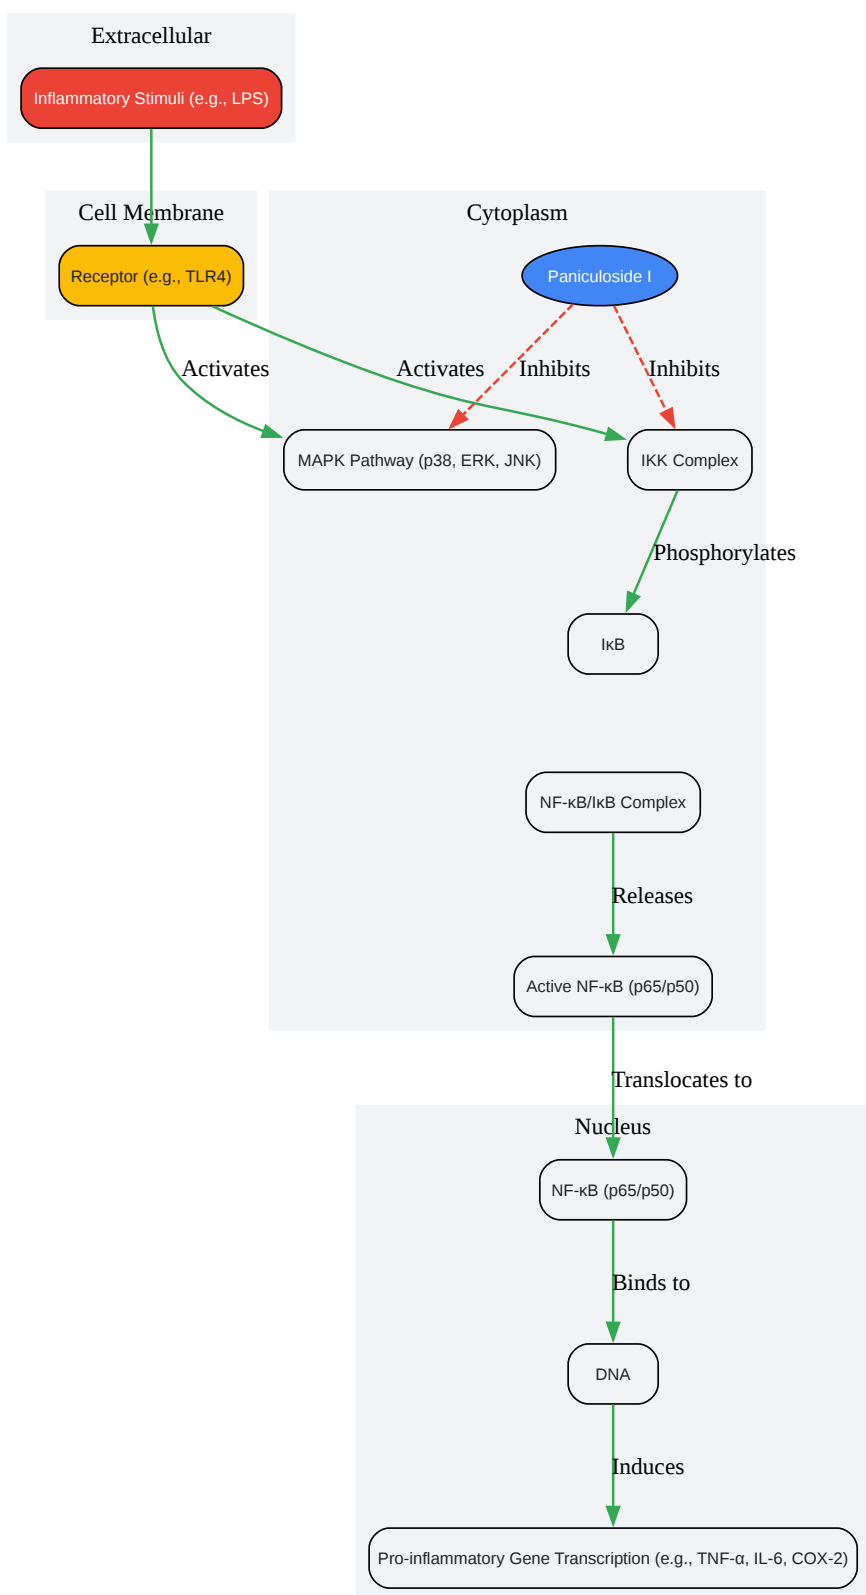 Extracellular
Inflammatory Stimuli (e.g., LPS)
Cell Membrane
Cytoplasm
Receptor (e.g., TLR4)
Paniculoside I
Activates
Activates
Inhibits
Inhibits
MAPK Pathway (p38, ERK, JNK)
IKK Complex
Phosphorylates
IκB
NF-κB/IκB Complex
Releases
Active NF-κB (p65/p50)
Translocates to
Nucleus
NF-κB (p65/p50)
Binds to
DNA
Induces
Pro-inflammatory Gene Transcription (e.g., TNF-α, IL-6, COX-2)